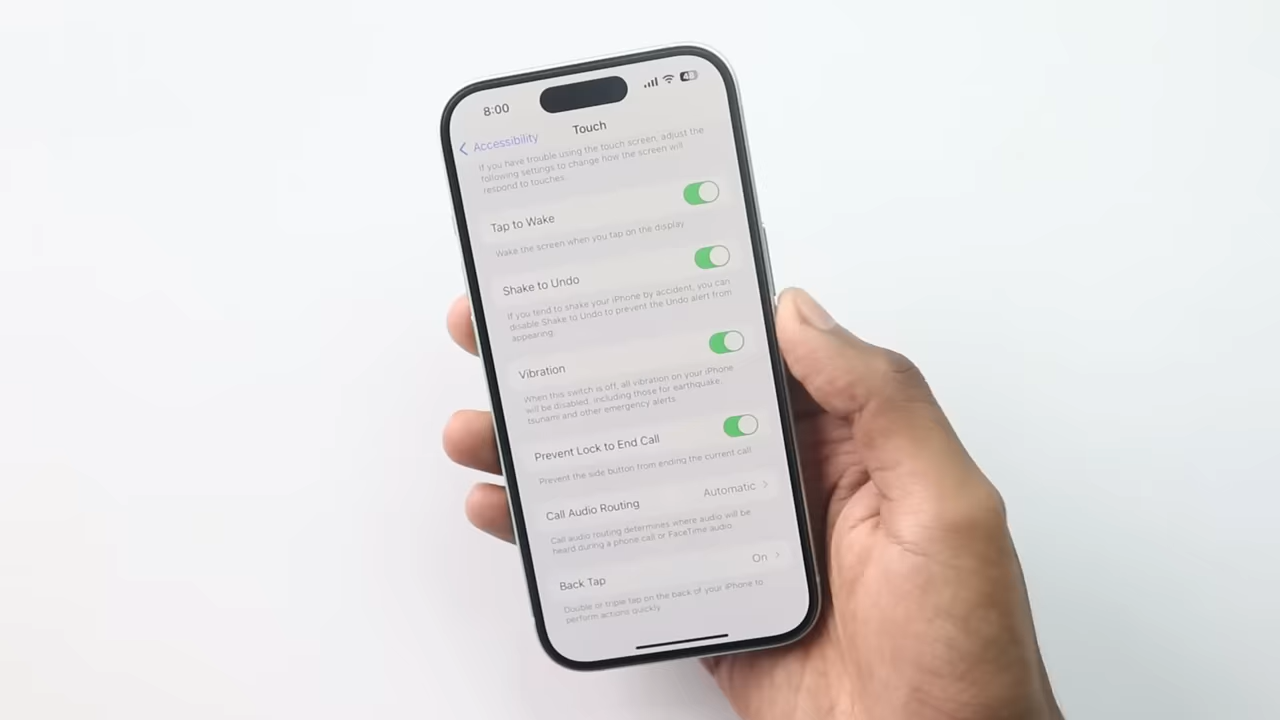 8:00
4
Accessibility
Touch
If you have trouble using the touch screen, adjust the
following settings to change how the screen will
respond to touches.
Tap to Wake
Wake the screen when you tap on the display
Shake to Undo
If you tend to shake your iPhone by accident, you can
disable Shake to Undo to prevent the Undo alert from
appearing.
Vibration
When this switch is off, all vibration on your iPhone
will be disabled, including those for earthquake,
tsunami and other emergency alerts.
Prevent Lock to End Call
Prevent the side button from ending the current call
Call Audio Routing Automatic
Call audio routing determines where audio will be
heard during a phone call or FaceTime audio.
Back Tap On
Double or triple tap on the back of your iPhone to
perform actions quickly.